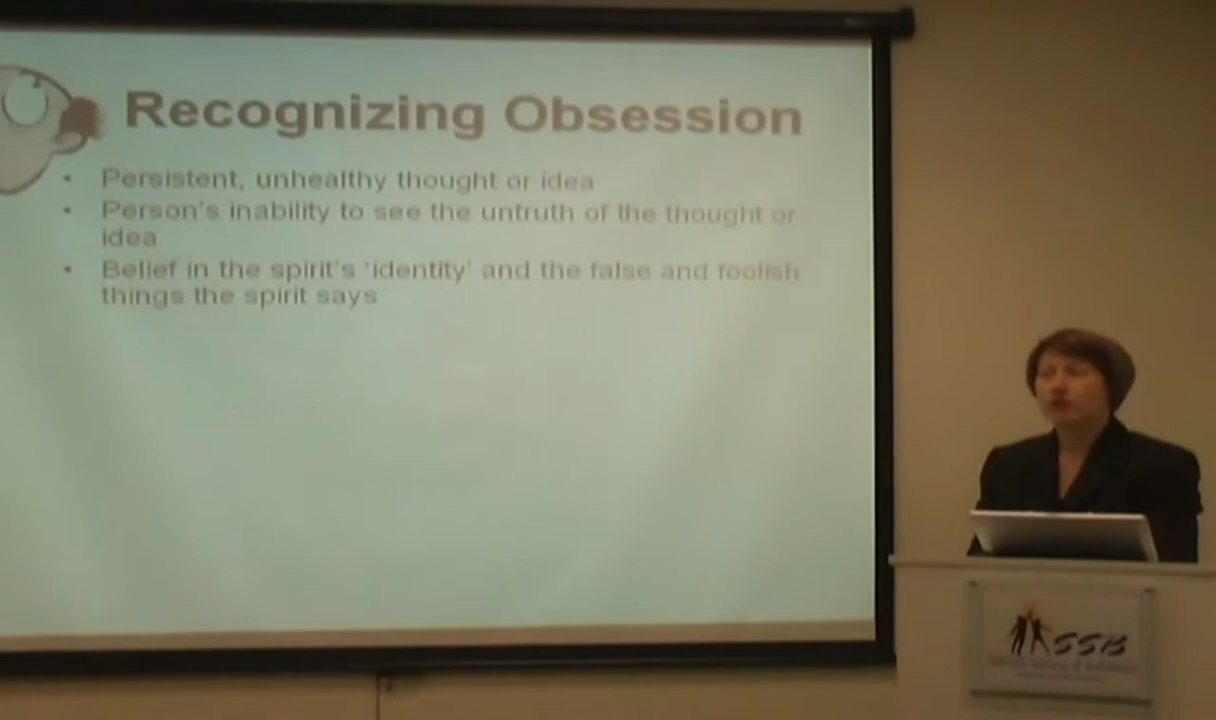 Recognizing Obsession
• Persistent, unhealthy thought or idea
• Person's inability to see the untruth of the thought or
idea
• Belief in the spirit's 'identity' and the false and foolish
things the spirit says
SSB